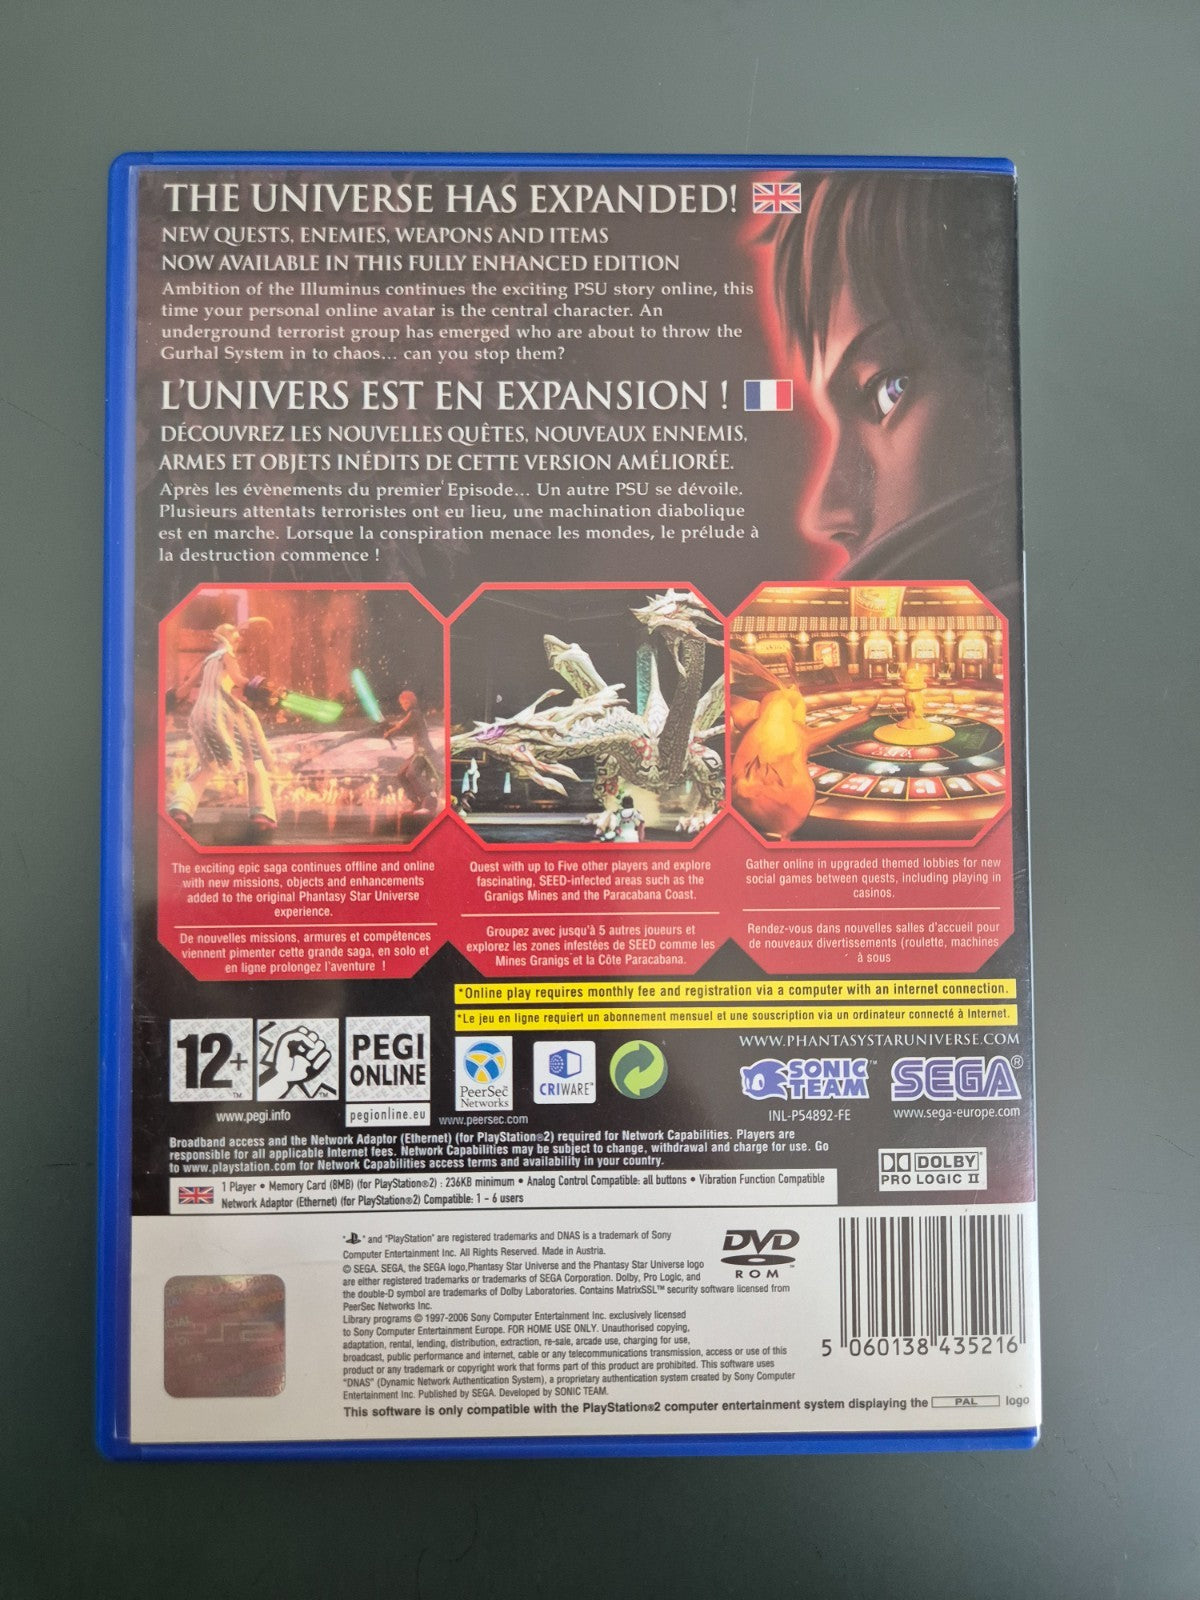 THE UNIVERSE HAS EXPANDED!
NEW QUESTS, ENEMIES, WEAPONS AND ITEMS
NOW AVAILABLE IN THIS FULLY ENHANCED EDITION
Ambition of the Illuminus continues the exciting PSU story online, this
time your personal online avatar is the central character. An
underground terrorist group has emerged who are about to throw the
Gurhal System in to chaos... can you stop them?
L'UNIVERS EST EN EXPANSION !
DÉCOUVREZ LES NOUVELLES QUÊTES, NOUVEAUX ENNEMIS,
ARMES ET OBJETS INÉDITS DE CETTE VERSION AMÉLIORÉE.
Après les évènements du premier Episode... Un autre PSU se dévoile.
Plusieurs attentats terroristes ont eu lieu, une machination diabolique
est en marche. Lorsque la conspiration menace les mondes, le prélude à
la destruction commence !
The exciting epic saga continues offline and online
with new missions, objects and enhancements
added to the original Phantasy Star Universe
experience.
De nouvelles missions, armures et compétences
viennent pimenter cette grande saga, en solo et
en ligne prolongez l'aventure !
Quest with up to Five other players and explore
fascinating, SEED-infected areas such as the
Granigs Mines and the Paracabana Coast.
Groupez avec jusqu'à 5 autres joueurs et
explorez les zones infestées de SEED comme les
Mines Granigs et la Côte Paracabana.
Gather online in upgraded themed lobbies for new
social games between quests, including playing in
casinos.
Rendez-vous dans nouvelles salles d'accueil pour
de nouveaux divertissements (roulette, machines
à sous
*Online play requires monthly fee and registration via a computer with an internet connection.
*Le jeu en ligne requiert un abonnement mensuel et une souscription via un ordinateur connecté à Internet.
12+
www.pegi.info
PEGI
ONLINE
pegionline.eu
PeerSec
Networks
www.peersec.com
CRIWARE™
WWW.PHANTASYSTARUNIVERSE.COM
SONIC
TEAM™
SEGA®
INL-P54892-FE
www.sega-europe.com
Broadband access and the Network Adaptor (Ethernet) (for PlayStation®2) required for Network Capabilities. Players are
responsible for all applicable Internet fees. Network Capabilities may be subject to change, withdrawal and charge for use. Go
to www.playstation.com for Network Capabilities access terms and availability in your country.
DOLBY
PRO LOGIC II
1 Player • Memory Card (8MB) (for PlayStation®2) : 236KB minimum • Analog Control Compatible: all buttons • Vibration Function Compatible
Network Adaptor (Ethernet) (for PlayStation®2) Compatible: 1 - 6 users
" " and "PlayStation" are registered trademarks and DNAS is a trademark of Sony
Computer Entertainment Inc. All Rights Reserved. Made in Austria.
© SEGA. SEGA, the SEGA logo,Phantasy Star Universe and the Phantasy Star Universe logo
are either registered trademarks or trademarks of SEGA Corporation. Dolby, Pro Logic, and
the double-D symbol are trademarks of Dolby Laboratories. Contains MatrixSSL™ security software licensed from
PeerSec Networks Inc.
Library programs © 1997-2006 Sony Computer Entertainment Inc. exclusively licensed
to Sony Computer Entertainment Europe. FOR HOME USE ONLY. Unauthorised copying,
adaptation, rental, lending, distribution, extraction, re-sale, arcade use, charging for use,
broadcast, public performance and internet, cable or any telecommunications transmission, access or use of this
product or any trademark or copyright work that forms part of this product are prohibited. This software uses
"DNAS" (Dynamic Network Authentication System), a proprietary authentication system created by Sony Computer
Entertainment Inc. Published by SEGA. Developed by SONIC TEAM.
This software is only compatible with the PlayStation®2 computer entertainment system displaying the PAL logo
DVD
ROM
5 060138 435216
PS2